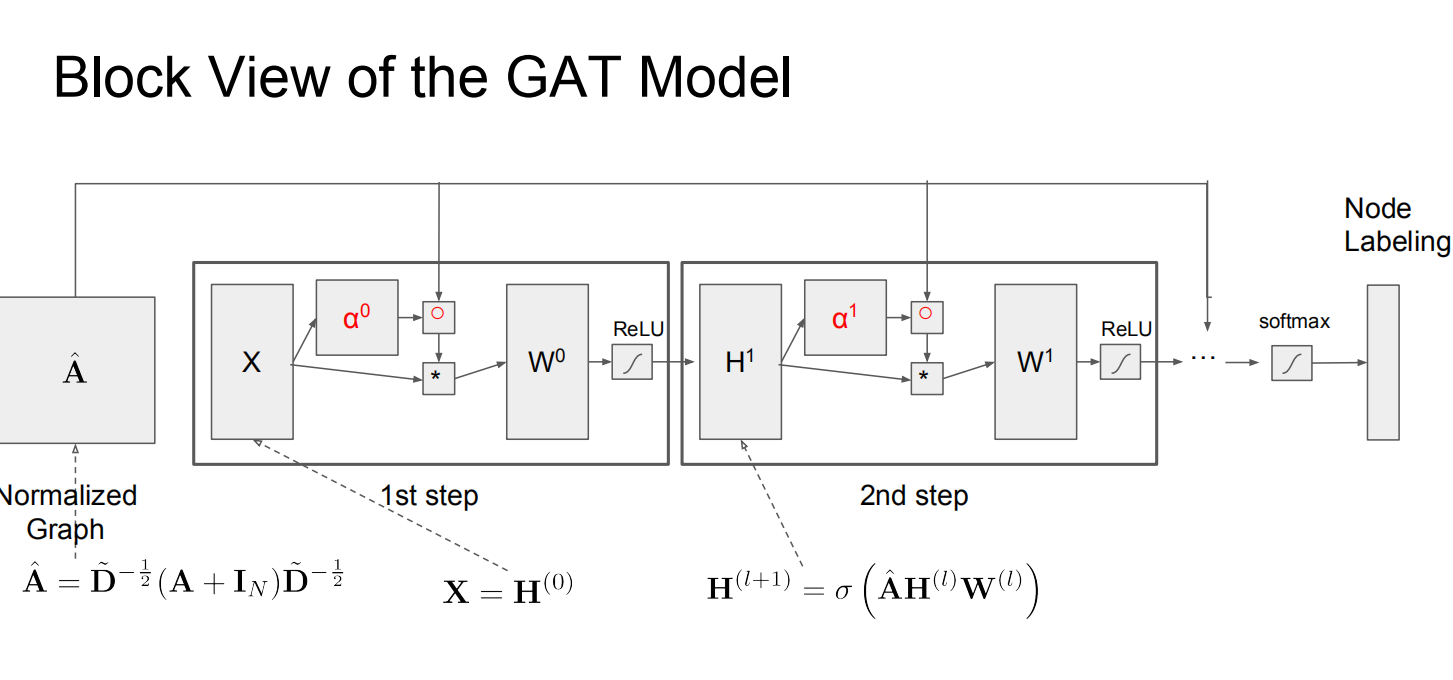 Block View of the GAT Model
Node
Labeling
Â
X
α⁰
○
*
W⁰
ReLU
H¹
α¹
○
*
W¹
ReLU
...
softmax
Normalized
Graph
1st step
2nd step
Â = D̃^{-1/2}(A + I_N)D̃^{-1/2}
X = H^{(0)}
H^{(l+1)} = σ(ÂH^{(l)}W^{(l)})